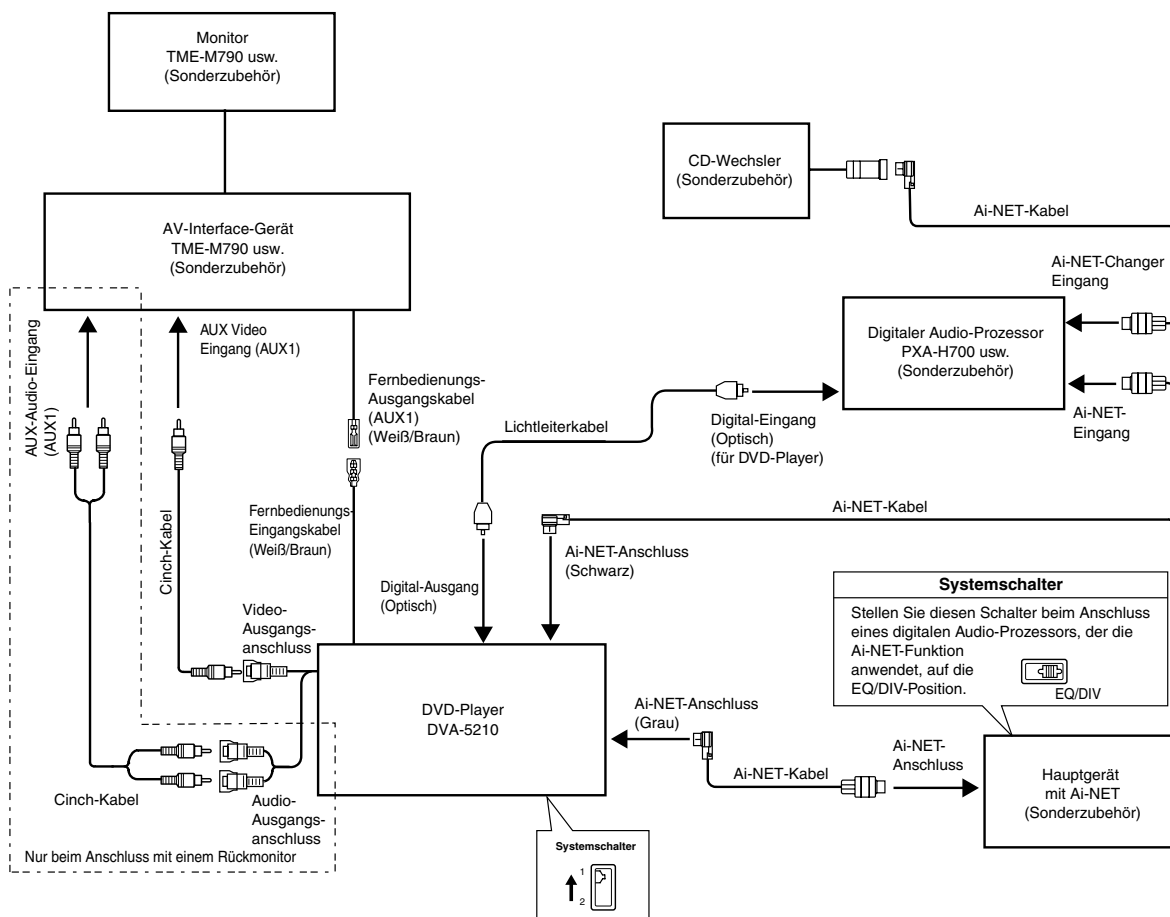 Monitor
TME-M790 usw.
(Sonderzubehör)
AV-Interface-Gerät
TME-M790 usw.
(Sonderzubehör)
CD-Wechsler
(Sonderzubehör)
Ai-NET-Kabel
Ai-NET-Changer
Eingang
Digitaler Audio-Prozessor
PXA-H700 usw.
(Sonderzubehör)
Ai-NET-
Eingang
AUX-Audio-Eingang
(AUX1)
AUX Video
Eingang (AUX1)
Fernbedienungs-
Ausgangskabel
(AUX1)
(Weiß/Braun)
Lichtleiterkabel
Digital-Eingang
(Optisch)
(für DVD-Player)
Cinch-Kabel
Fernbedienungs-
Eingangskabel
(Weiß/Braun)
Ai-NET-Kabel
Ai-NET-Anschluss
(Schwarz)
Digital-Ausgang
(Optisch)
Video-
Ausgangs-
anschluss
Systemschalter
Stellen Sie diesen Schalter beim Anschluss
eines digitalen Audio-Prozessors, der die
Ai-NET-Funktion
anwendet, auf die
EQ/DIV-Position.
EQ/DIV
DVD-Player
DVA-5210
Ai-NET-Anschluss
(Grau)
Ai-NET-Kabel
Ai-NET-
Anschluss
Hauptgerät
mit Ai-NET
(Sonderzubehör)
Cinch-Kabel
Audio-
Ausgangs-
anschluss
Nur beim Anschluss mit einem Rückmonitor
Systemschalter
1
2